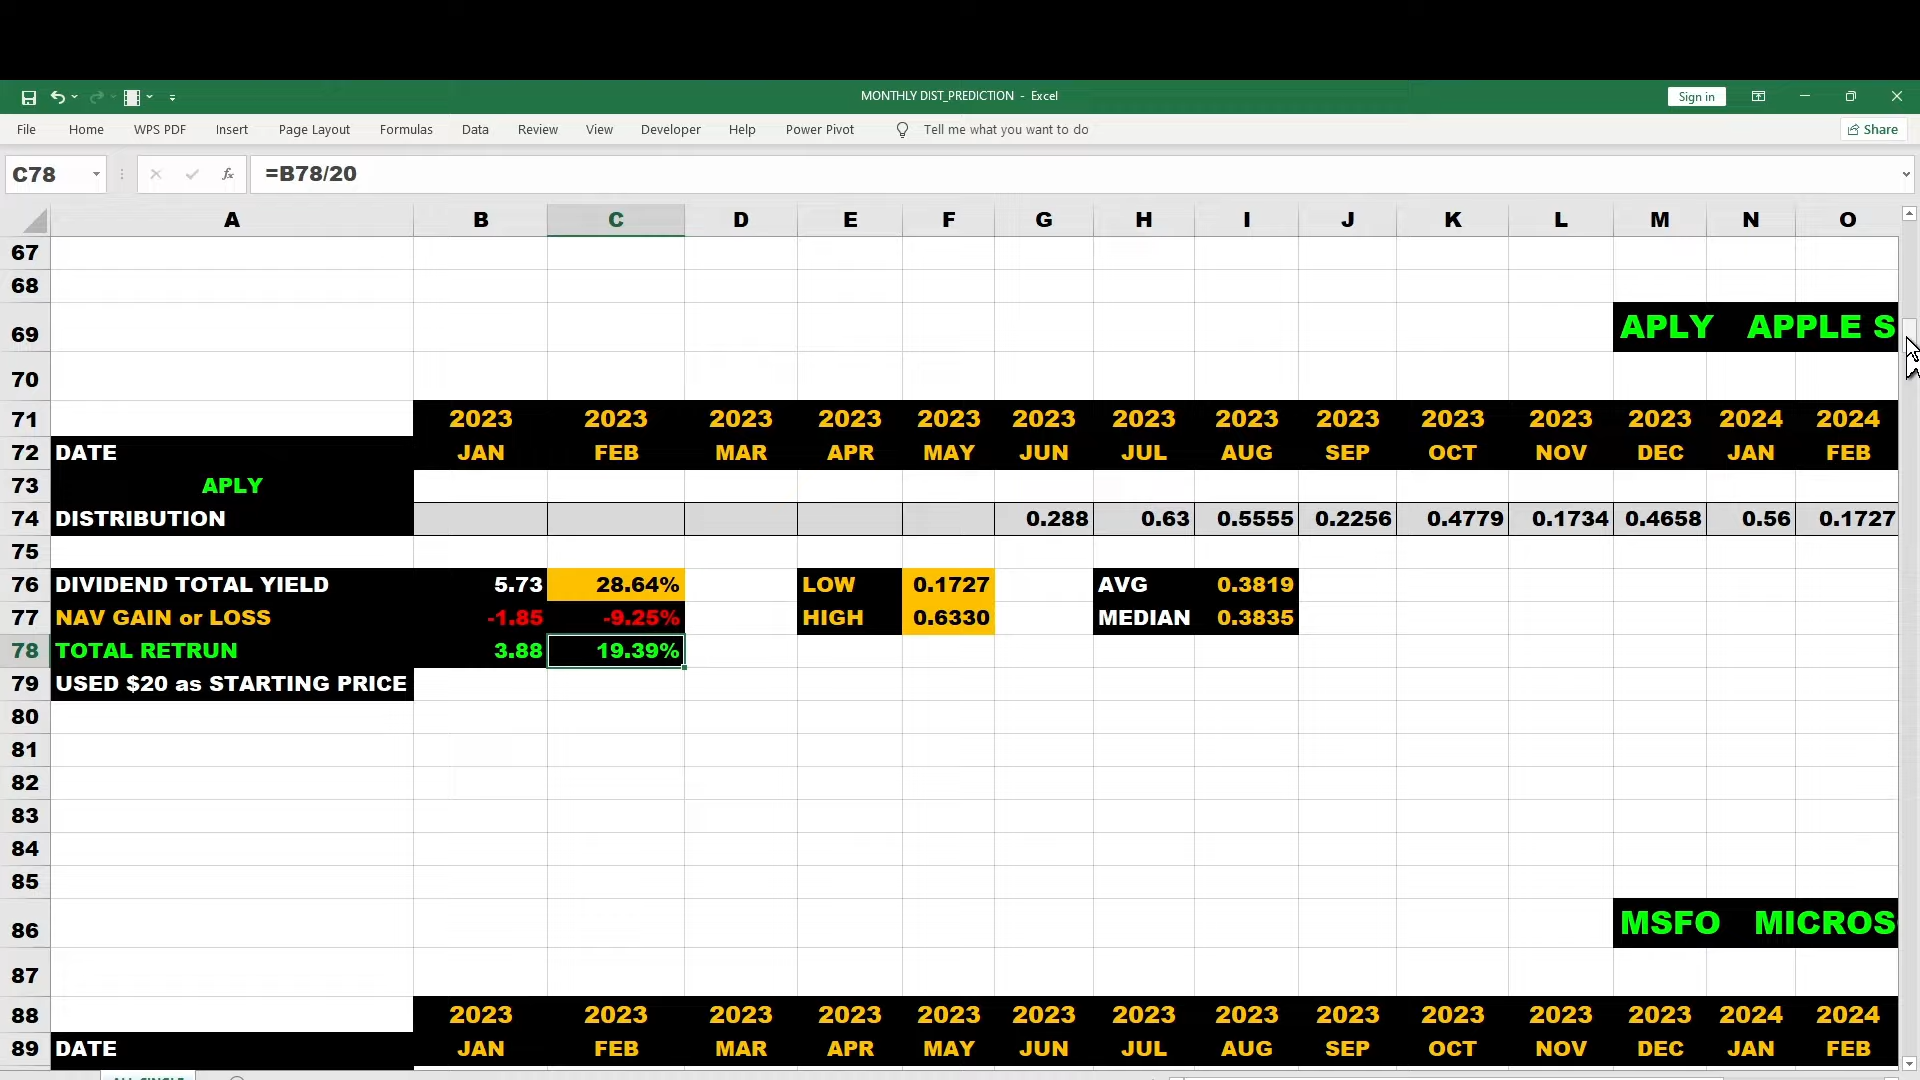 MONTHLY DIST_PREDICTION - Excel
Sign in
File Home WPS PDF Insert Page Layout Formulas Data Review View Developer Help Power Pivot Tell me what you want to do Share
C78 fx =B78/20
A B C D E F G H I J K L M N O
67
68
69 APLY APPLE S
70
71 2023 2023 2023 2023 2023 2023 2023 2023 2023 2023 2023 2023 2024 2024
72 DATE JAN FEB MAR APR MAY JUN JUL AUG SEP OCT NOV DEC JAN FEB
73 APLY
74 DISTRIBUTION 0.288 0.63 0.5555 0.2256 0.4779 0.1734 0.4658 0.56 0.1727
75
76 DIVIDEND TOTAL YIELD 5.73 28.64% LOW 0.1727 AVG 0.3819
77 NAV GAIN or LOSS -1.85 -9.25% HIGH 0.6330 MEDIAN 0.3835
78 TOTAL RETRUN 3.88 19.39%
79 USED $20 as STARTING PRICE
80
81
82
83
84
85
86 MSFO MICROS
87
88 2023 2023 2023 2023 2023 2023 2023 2023 2023 2023 2023 2023 2024 2024
89 DATE JAN FEB MAR APR MAY JUN JUL AUG SEP OCT NOV DEC JAN FEB